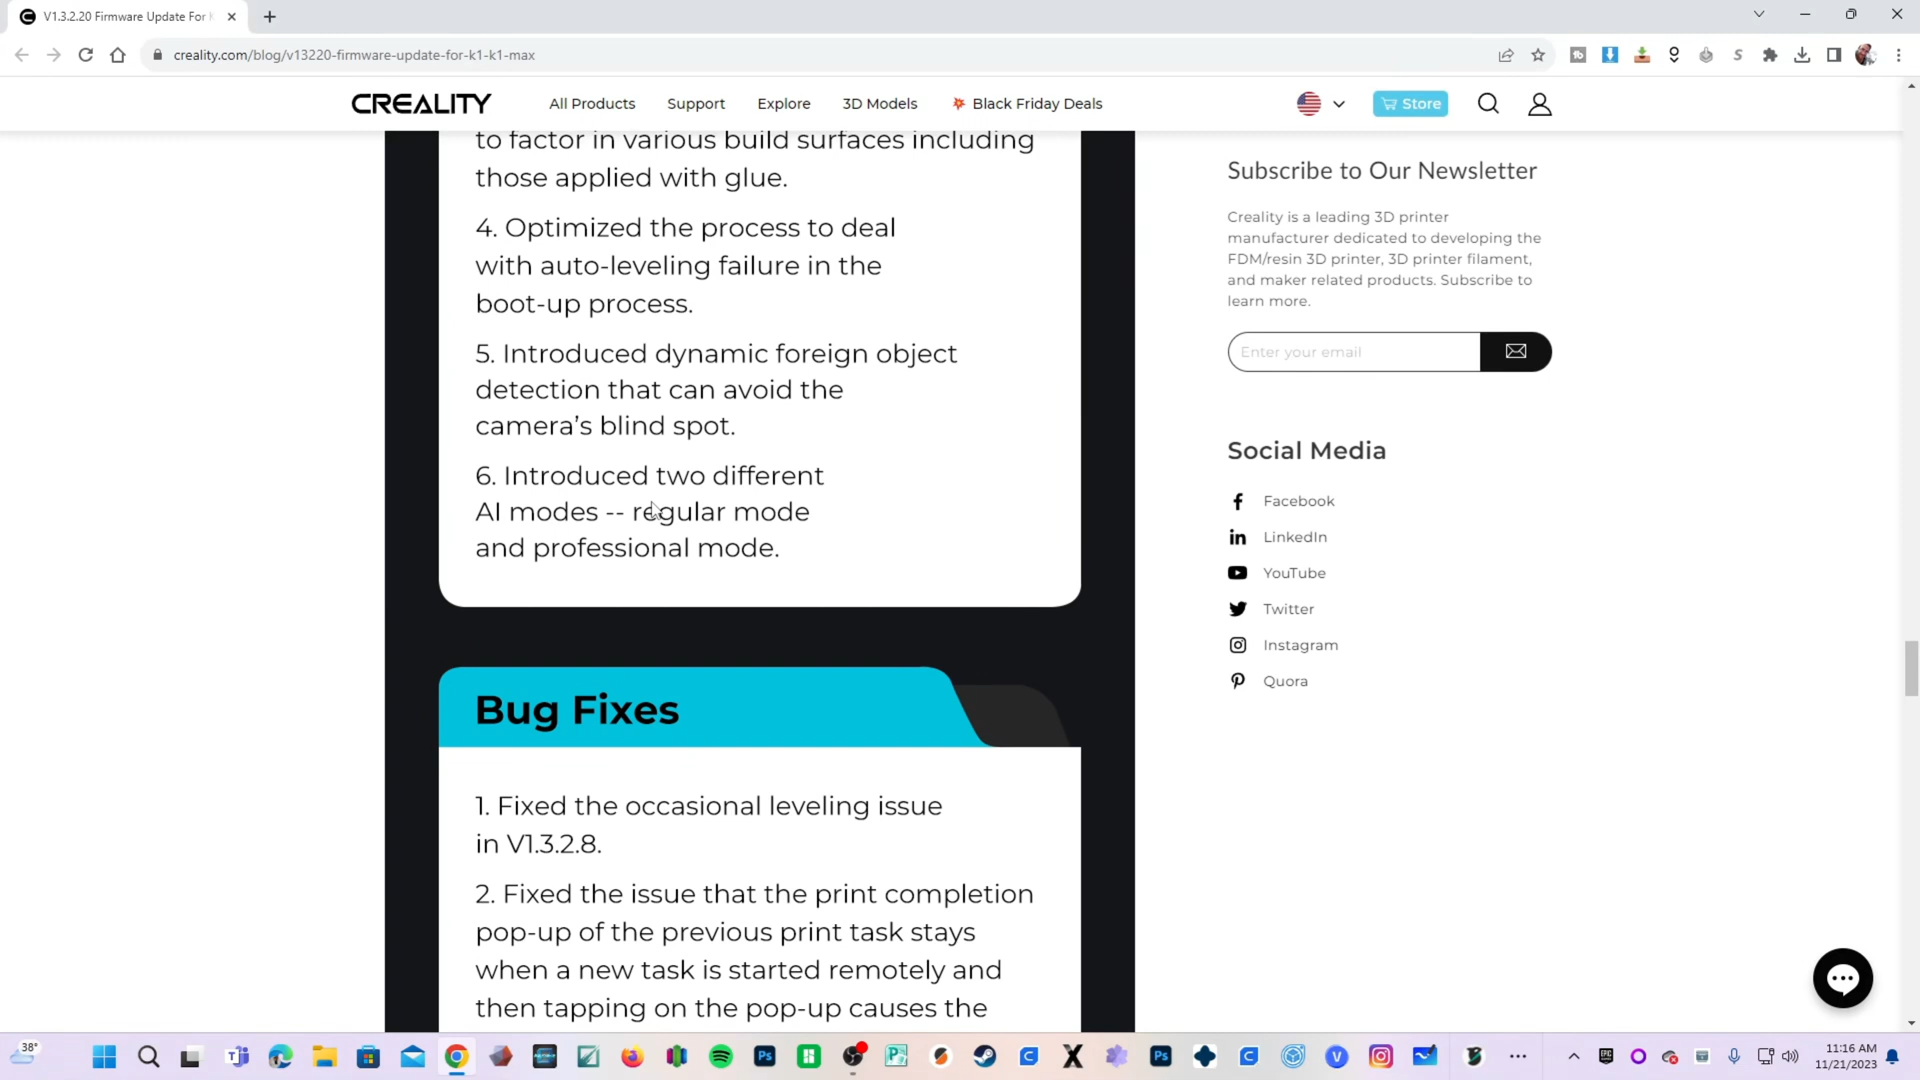 V1.3.2.20 Firmware Update For K
creality.com/blog/v13220-firmware-update-for-k1-k1-max
CREALITY
All Products
Support
Explore
3D Models
Black Friday Deals
Store
to factor in various build surfaces including
those applied with glue.
4. Optimized the process to deal
with auto-leveling failure in the
boot-up process.
5. Introduced dynamic foreign object
detection that can avoid the
camera’s blind spot.
6. Introduced two different
AI modes -- regular mode
and professional mode.
Bug Fixes
1. Fixed the occasional leveling issue
in V1.3.2.8.
2. Fixed the issue that the print completion
pop-up of the previous print task stays
when a new task is started remotely and
then tapping on the pop-up causes the
Subscribe to Our Newsletter
Creality is a leading 3D printer
manufacturer dedicated to developing the
FDM/resin 3D printer, 3D printer filament,
and maker related products. Subscribe to
learn more.
Enter your email
Social Media
Facebook
LinkedIn
YouTube
Twitter
Instagram
Quora
38°
11:16 AM
11/21/2023